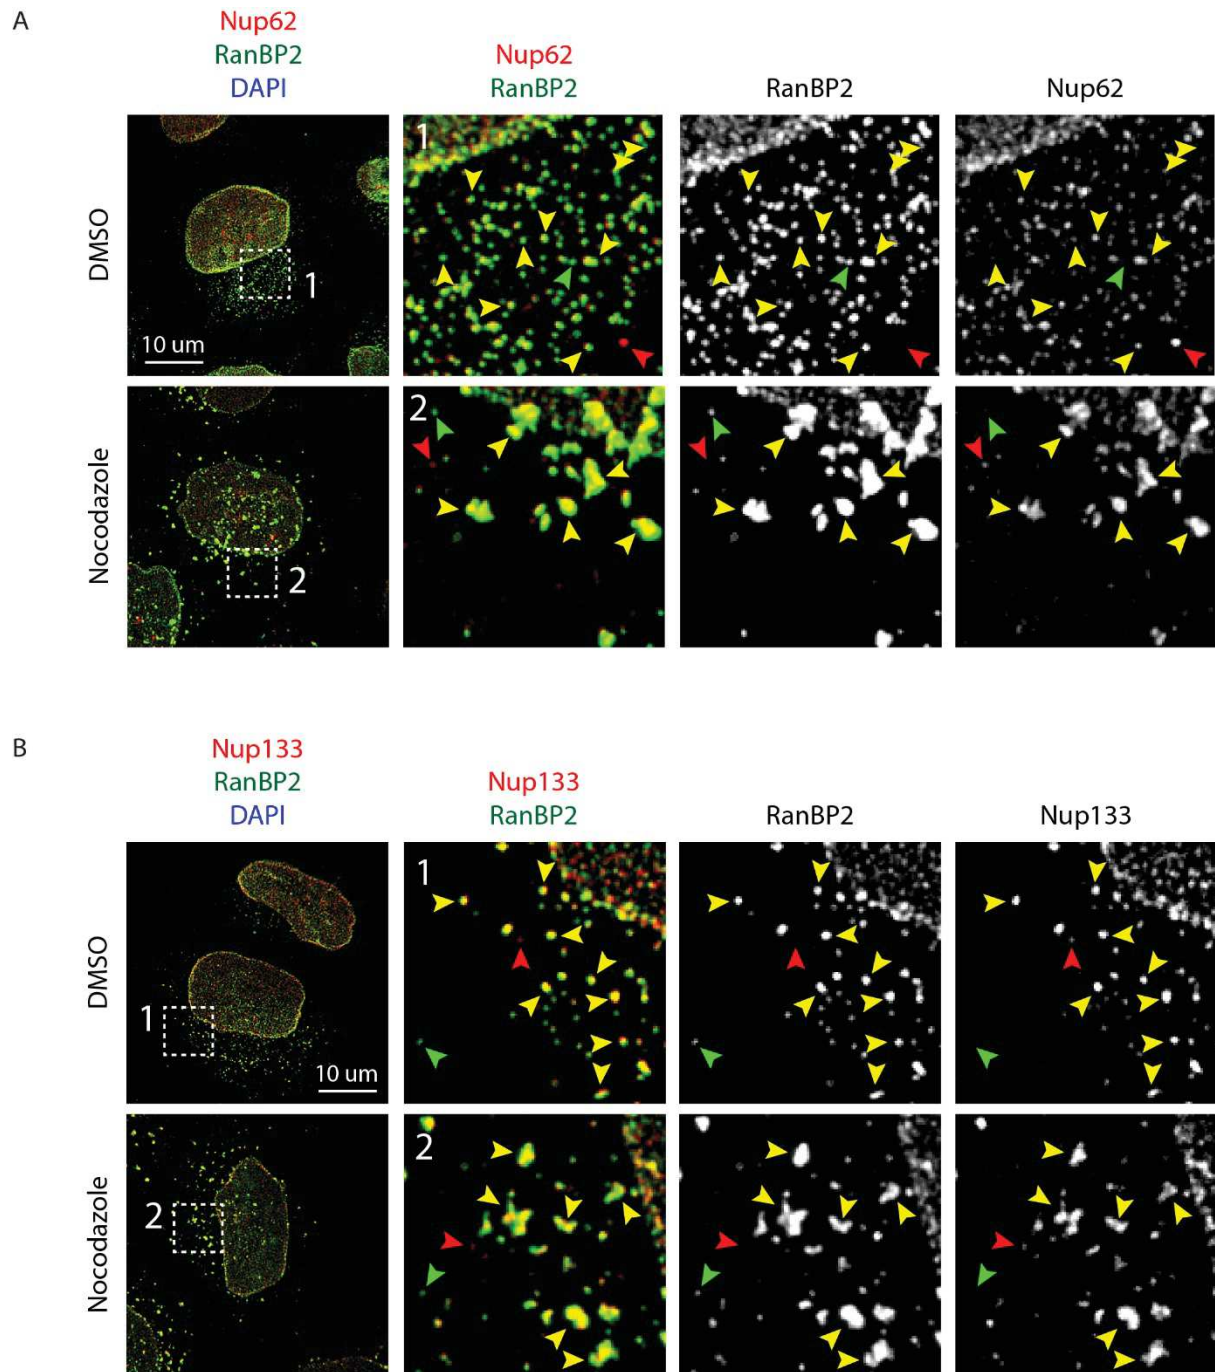 A
Nup62
RanBP2
DAPI
Nup62
RanBP2
RanBP2
Nup62
DMSO
1
10 um
1
Nocodazole
2
2
B
Nup133
RanBP2
DAPI
Nup133
RanBP2
RanBP2
Nup133
DMSO
1
10 um
1
Nocodazole
2
2